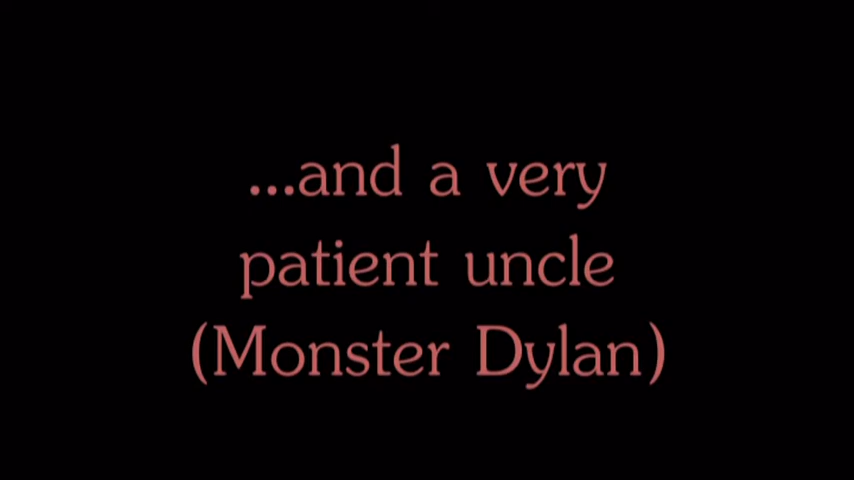 ...and a very
patient uncle
(Monster Dylan)